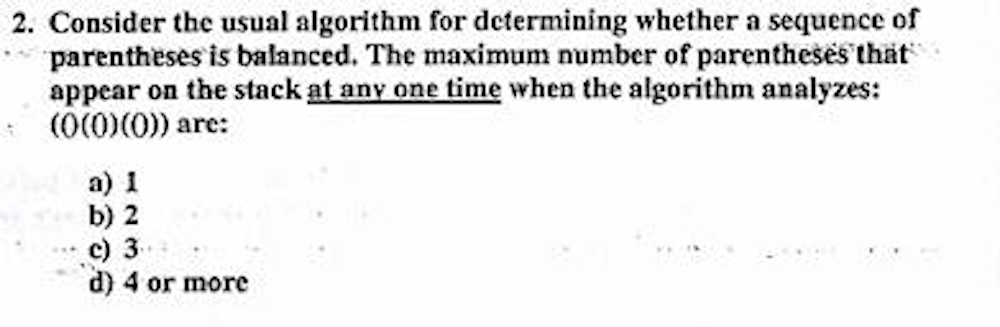 2. Consider the usual algorithm for determining whether a sequence of
parentheses is balanced. The maximum number of parentheses that
appear on the stack at any one time when the algorithm analyzes:
(()(())(())) are:
a) 1
b) 2
c) 3
d) 4 or more